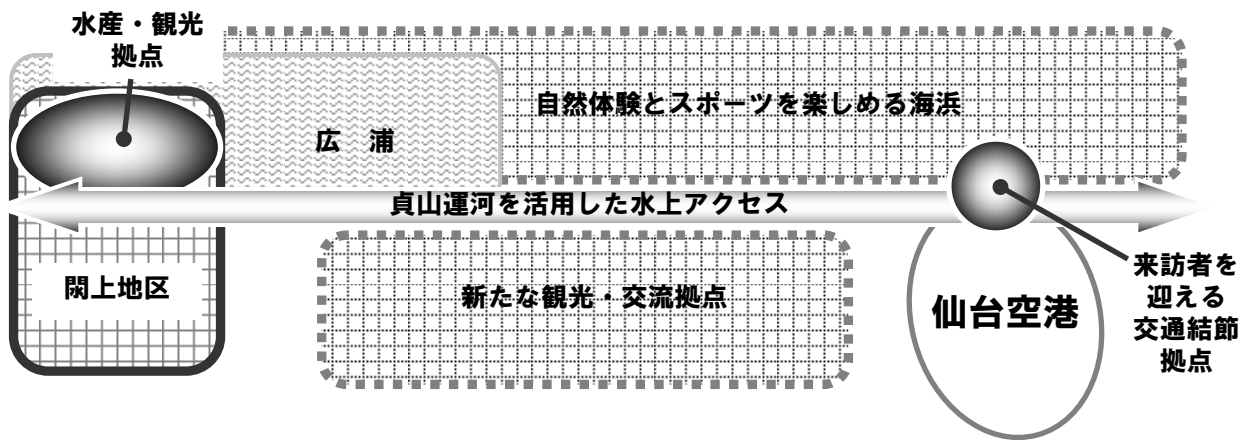 水産・観光
拠点
自然体験とスポーツを楽しめる海浜
広　浦
貞山運河を活用した水上アクセス
閖上地区
新たな観光・交流拠点
仙台空港
来訪者を
迎える
交通結節
拠点